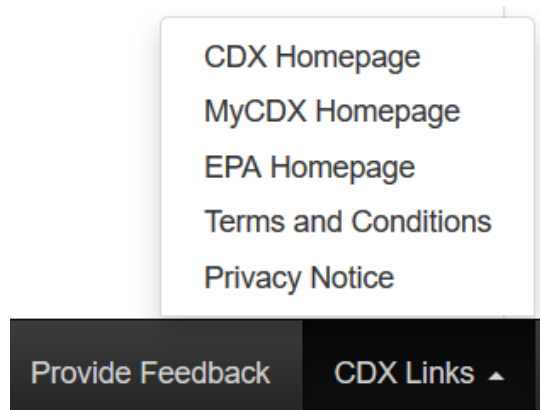 CDX Homepage
MyCDX Homepage
EPA Homepage
Terms and Conditions
Privacy Notice
Provide Feedback CDX Links